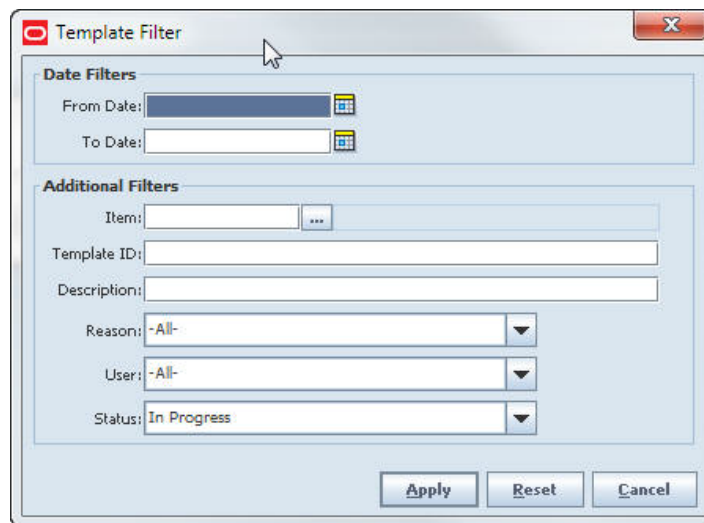 Template Filter
Date Filters
From Date:
To Date:
Additional Filters
Item:
...
Template ID:
Description:
Reason: -All-
User: -All-
Status: In Progress
Apply Reset Cancel